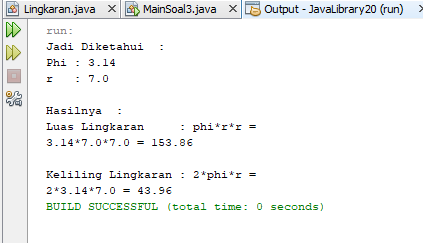 Lingkaran.java MainSoal3.java Output - JavaLibrary20 (run)
run:
Jadi Diketahui  :
Phi : 3.14
r   : 7.0
Hasilnya  :
Luas Lingkaran     : phi*r*r =
3.14*7.0*7.0 = 153.86
Keliling Lingkaran : 2*phi*r =
2*3.14*7.0 = 43.96
BUILD SUCCESSFUL (total time: 0 seconds)